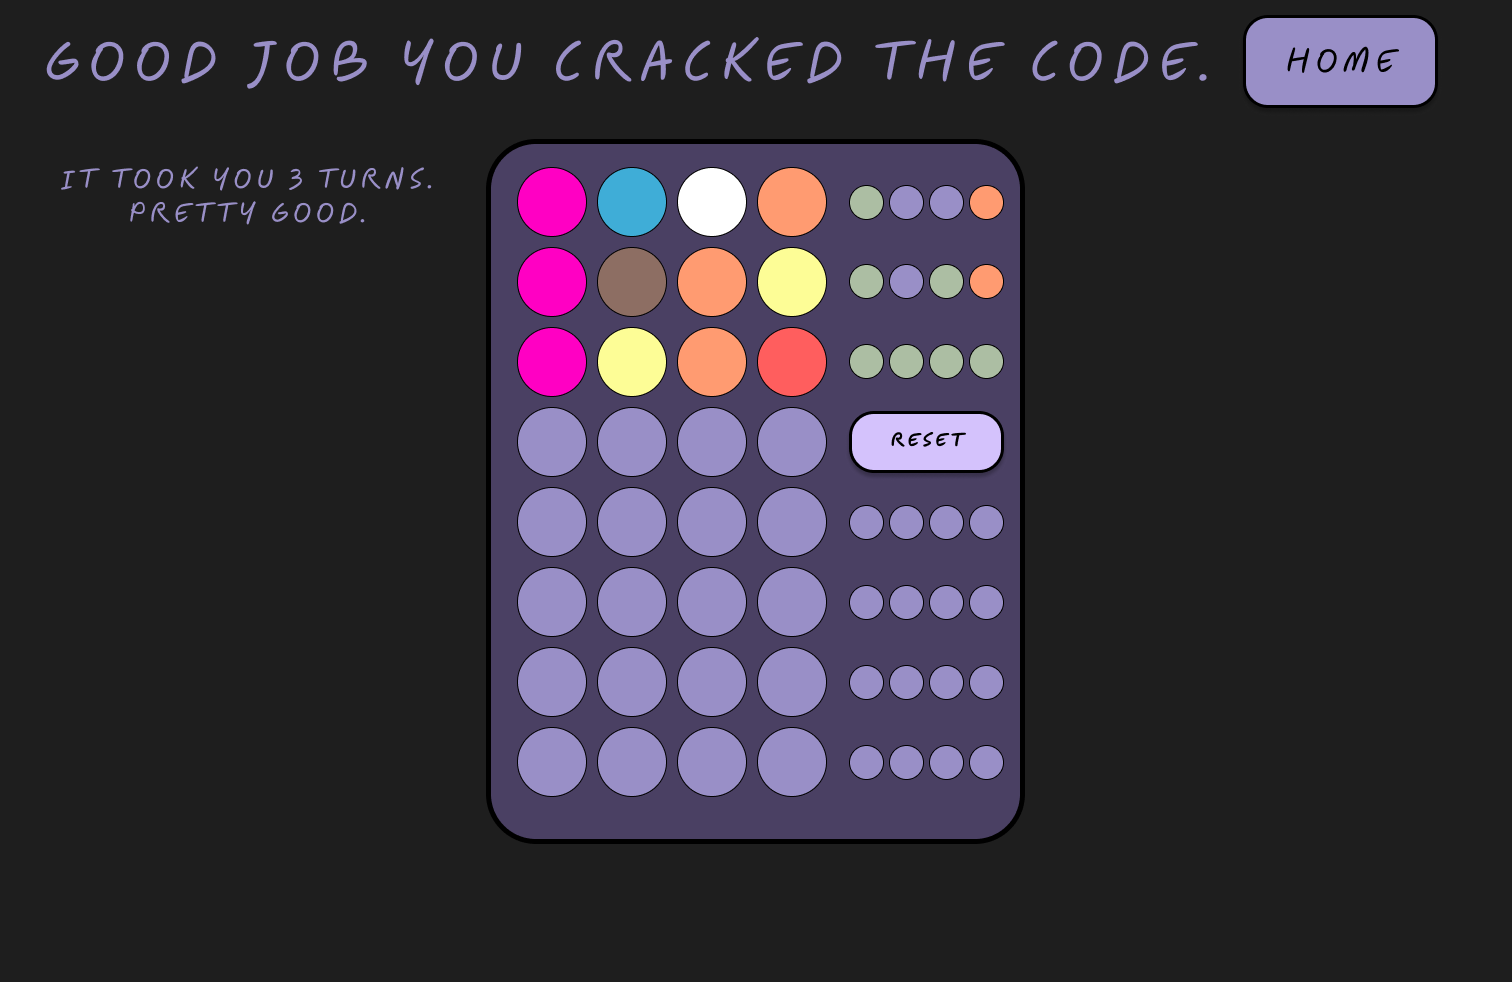 GOOD JOB YOU CRACKED THE CODE.
HOME
IT TOOK YOU 3 TURNS.
PRETTY GOOD.
RESET